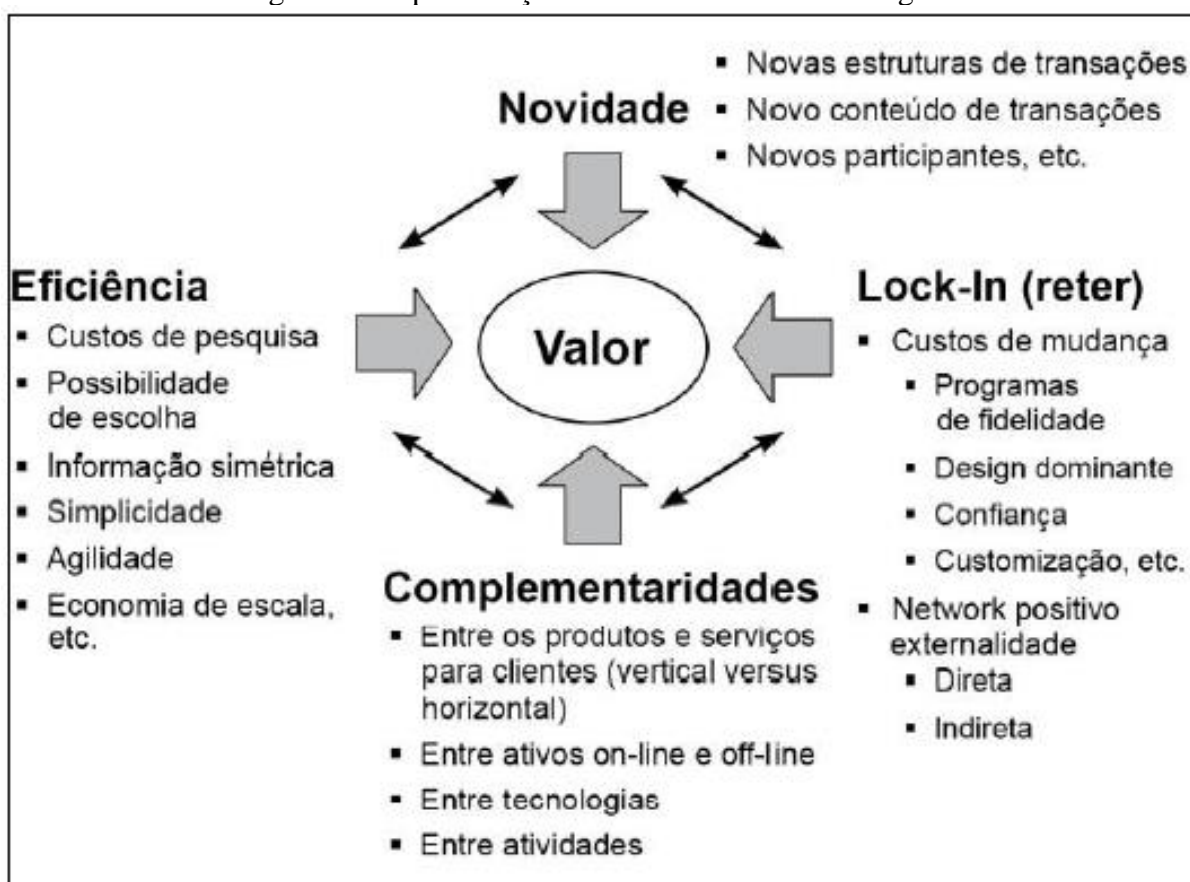 Novidade
▪ Novas estruturas de transações
▪ Novo conteúdo de transações
▪ Novos participantes, etc.
Eficiência
▪ Custos de pesquisa
▪ Possibilidade
de escolha
▪ Informação simétrica
▪ Simplicidade
▪ Agilidade
▪ Economia de escala,
etc.
Valor
Lock-In (reter)
▪ Custos de mudança
▪ Programas
de fidelidade
▪ Design dominante
▪ Confiança
▪ Customização, etc.
▪ Network positivo
externalidade
▪ Direta
▪ Indireta
Complementaridades
▪ Entre os produtos e serviços
para clientes (vertical versus
horizontal)
▪ Entre ativos on-line e off-line
▪ Entre tecnologias
▪ Entre atividades